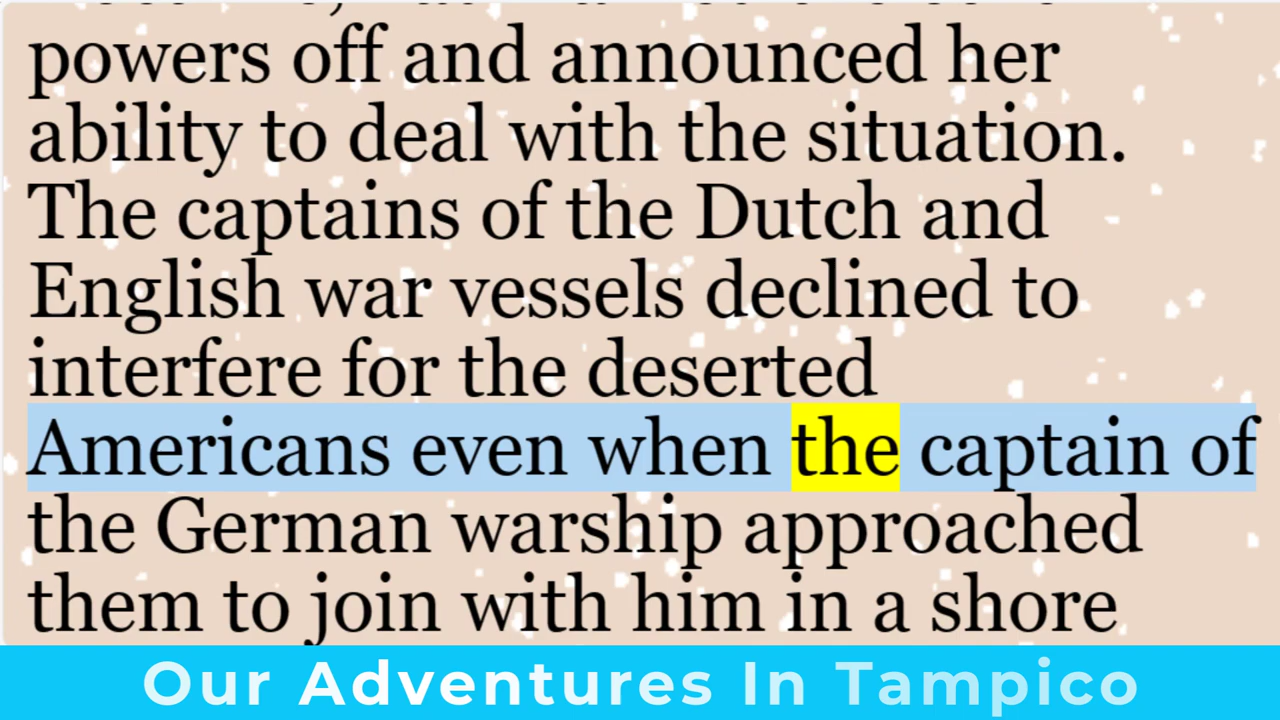 powers off and announced her
ability to deal with the situation.
The captains of the Dutch and
English war vessels declined to
interfere for the deserted
Americans even when the captain of
the German warship approached
them to join with him in a shore
Our Adventures In Tampico